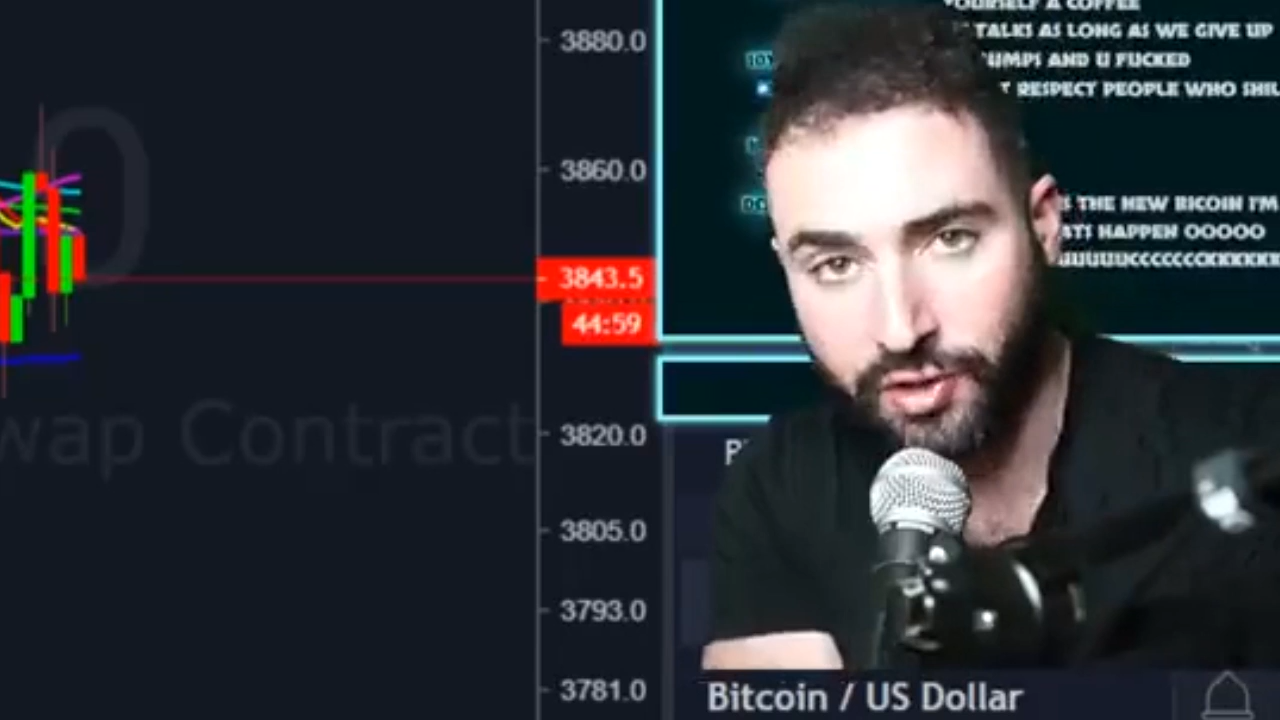 3880.0
3860.0
3843.5
44:59
3820.0
3805.0
3793.0
3781.0
wap Contract
YOURSELF A COFFEE
TALKS AS LONG AS WE GIVE UP
UMPS AND U FUCKED
T RESPECT PEOPLE WHO SHIL
S THE NEW BICOIN I'M
ATS HAPPEN OOOOO
Bitcoin / US Dollar